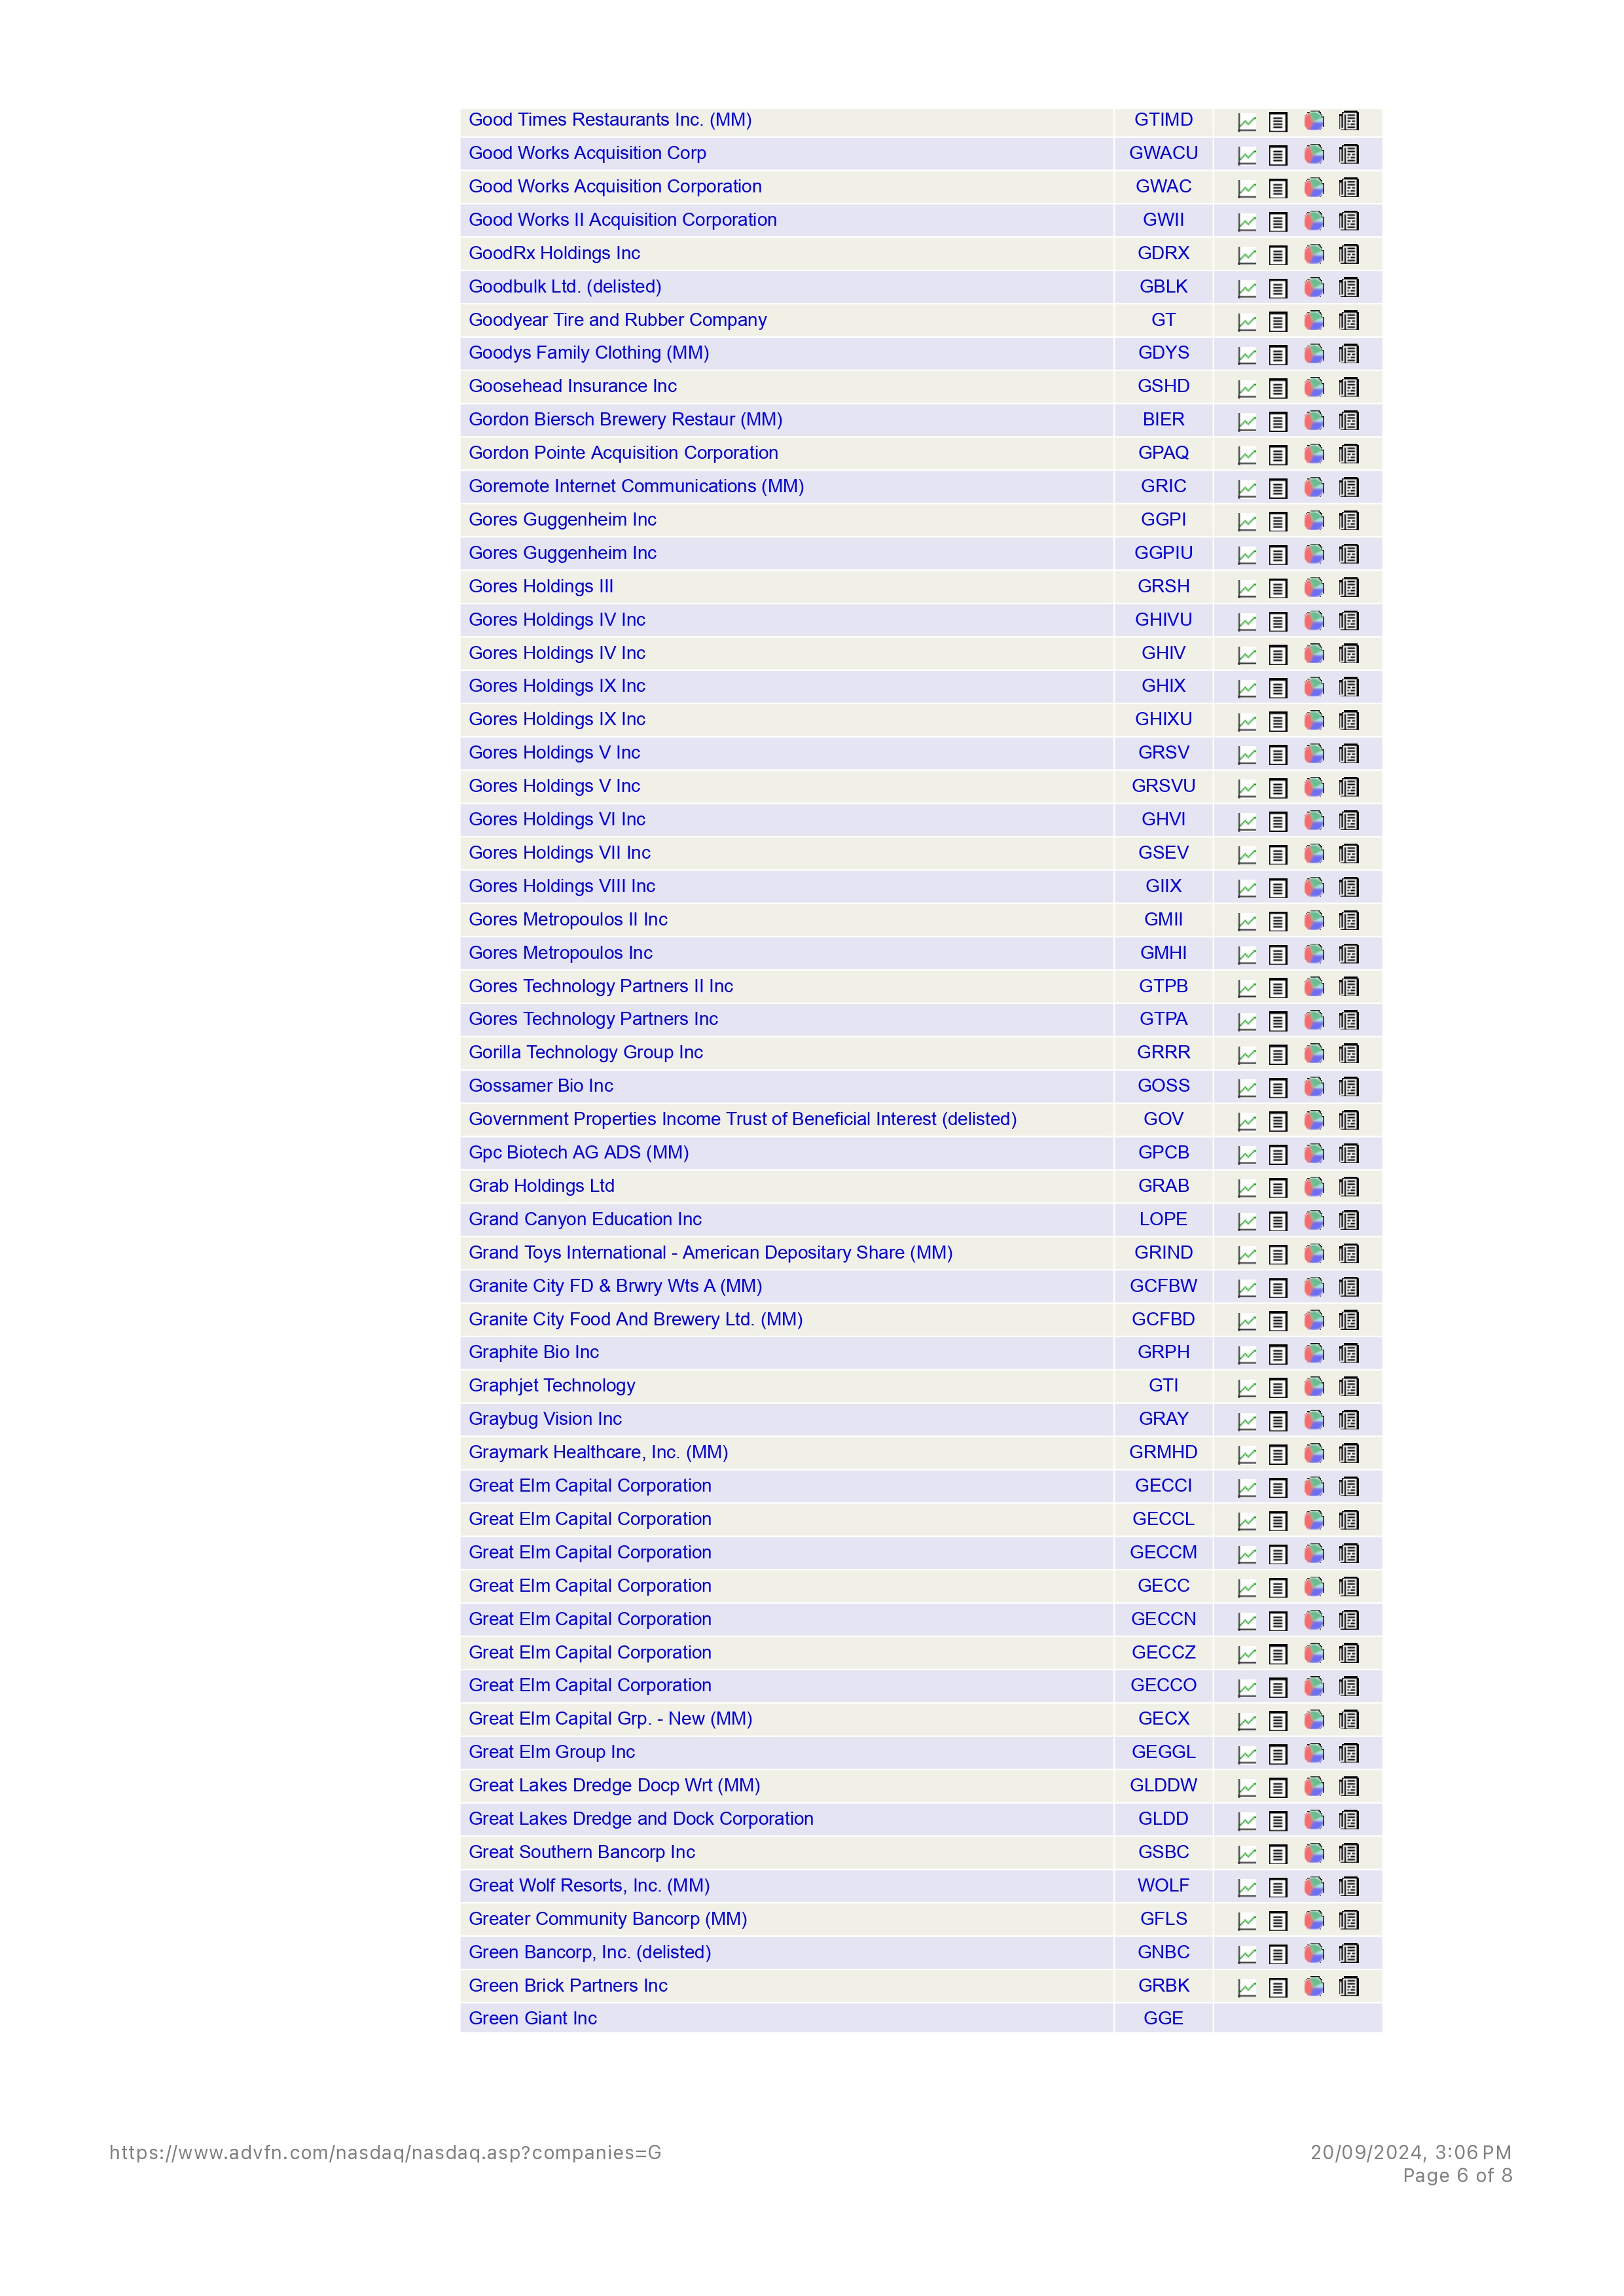 Good Times Restaurants Inc. (MM) GTIMD
Good Works Acquisition Corp GWACU
Good Works Acquisition Corporation GWAC
Good Works II Acquisition Corporation GWII
GoodRx Holdings Inc GDRX
Goodbulk Ltd. (delisted) GBLK
Goodyear Tire and Rubber Company GT
Goodys Family Clothing (MM) GDYS
Goosehead Insurance Inc GSHD
Gordon Biersch Brewery Restaur (MM) BIER
Gordon Pointe Acquisition Corporation GPAQ
Goremote Internet Communications (MM) GRIC
Gores Guggenheim Inc GGPI
Gores Guggenheim Inc GGPIU
Gores Holdings III GRSH
Gores Holdings IV Inc GHIVU
Gores Holdings IV Inc GHIV
Gores Holdings IX Inc GHIX
Gores Holdings IX Inc GHIXU
Gores Holdings V Inc GRSV
Gores Holdings V Inc GRSVU
Gores Holdings VI Inc GHVI
Gores Holdings VII Inc GSEV
Gores Holdings VIII Inc GIIX
Gores Metropoulos II Inc GMII
Gores Metropoulos Inc GMHI
Gores Technology Partners II Inc GTPB
Gores Technology Partners Inc GTPA
Gorilla Technology Group Inc GRRR
Gossamer Bio Inc GOSS
Government Properties Income Trust of Beneficial Interest (delisted) GOV
Gpc Biotech AG ADS (MM) GPCB
Grab Holdings Ltd GRAB
Grand Canyon Education Inc LOPE
Grand Toys International - American Depositary Share (MM) GRIND
Granite City FD & Brwry Wts A (MM) GCFBW
Granite City Food And Brewery Ltd. (MM) GCFBD
Graphite Bio Inc GRPH
Graphjet Technology GTI
Graybug Vision Inc GRAY
Graymark Healthcare, Inc. (MM) GRMHD
Great Elm Capital Corporation GECCI
Great Elm Capital Corporation GECCL
Great Elm Capital Corporation GECCM
Great Elm Capital Corporation GECC
Great Elm Capital Corporation GECCN
Great Elm Capital Corporation GECCZ
Great Elm Capital Corporation GECCO
Great Elm Capital Grp. - New (MM) GECX
Great Elm Group Inc GEGGL
Great Lakes Dredge Docp Wrt (MM) GLDDW
Great Lakes Dredge and Dock Corporation GLDD
Great Southern Bancorp Inc GSBC
Great Wolf Resorts, Inc. (MM) WOLF
Greater Community Bancorp (MM) GFLS
Green Bancorp, Inc. (delisted) GNBC
Green Brick Partners Inc GRBK
Green Giant Inc GGE
https://www.advfn.com/nasdaq/nasdaq.asp?companies=G 20/09/2024, 3:06 PM
Page 6 of 8